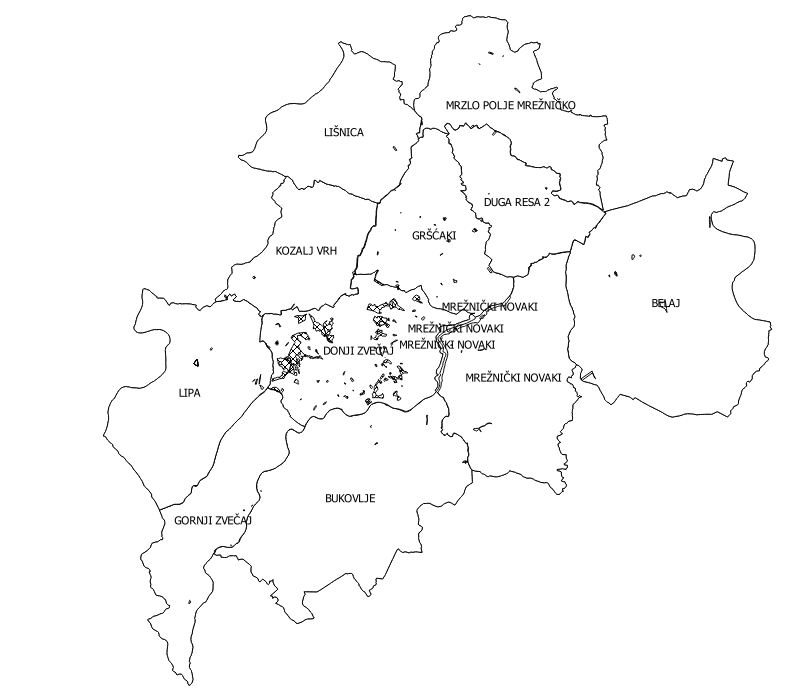 MRZLO POLJE MREŽNIČKO
LIŠNICA
DUGA RESA 2
GRŠĆAKI
KOZALJ VRH
BELAJ
MREŽNIČKI NOVAKI
MREŽNIČKI NOVAKI
MREŽNIČKI NOVAKI
DONJI ZVEČAJ
MREŽNIČKI NOVAKI
LIPA
BUKOVLJE
GORNJI ZVEČAJ